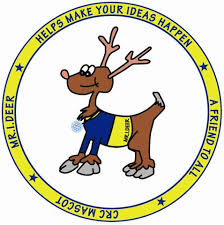 HELPS MAKE YOUR IDEAS HAPPEN
A FRIEND TO ALL
CRC MASCOT
MR.I.DEER
MR.I.DEER